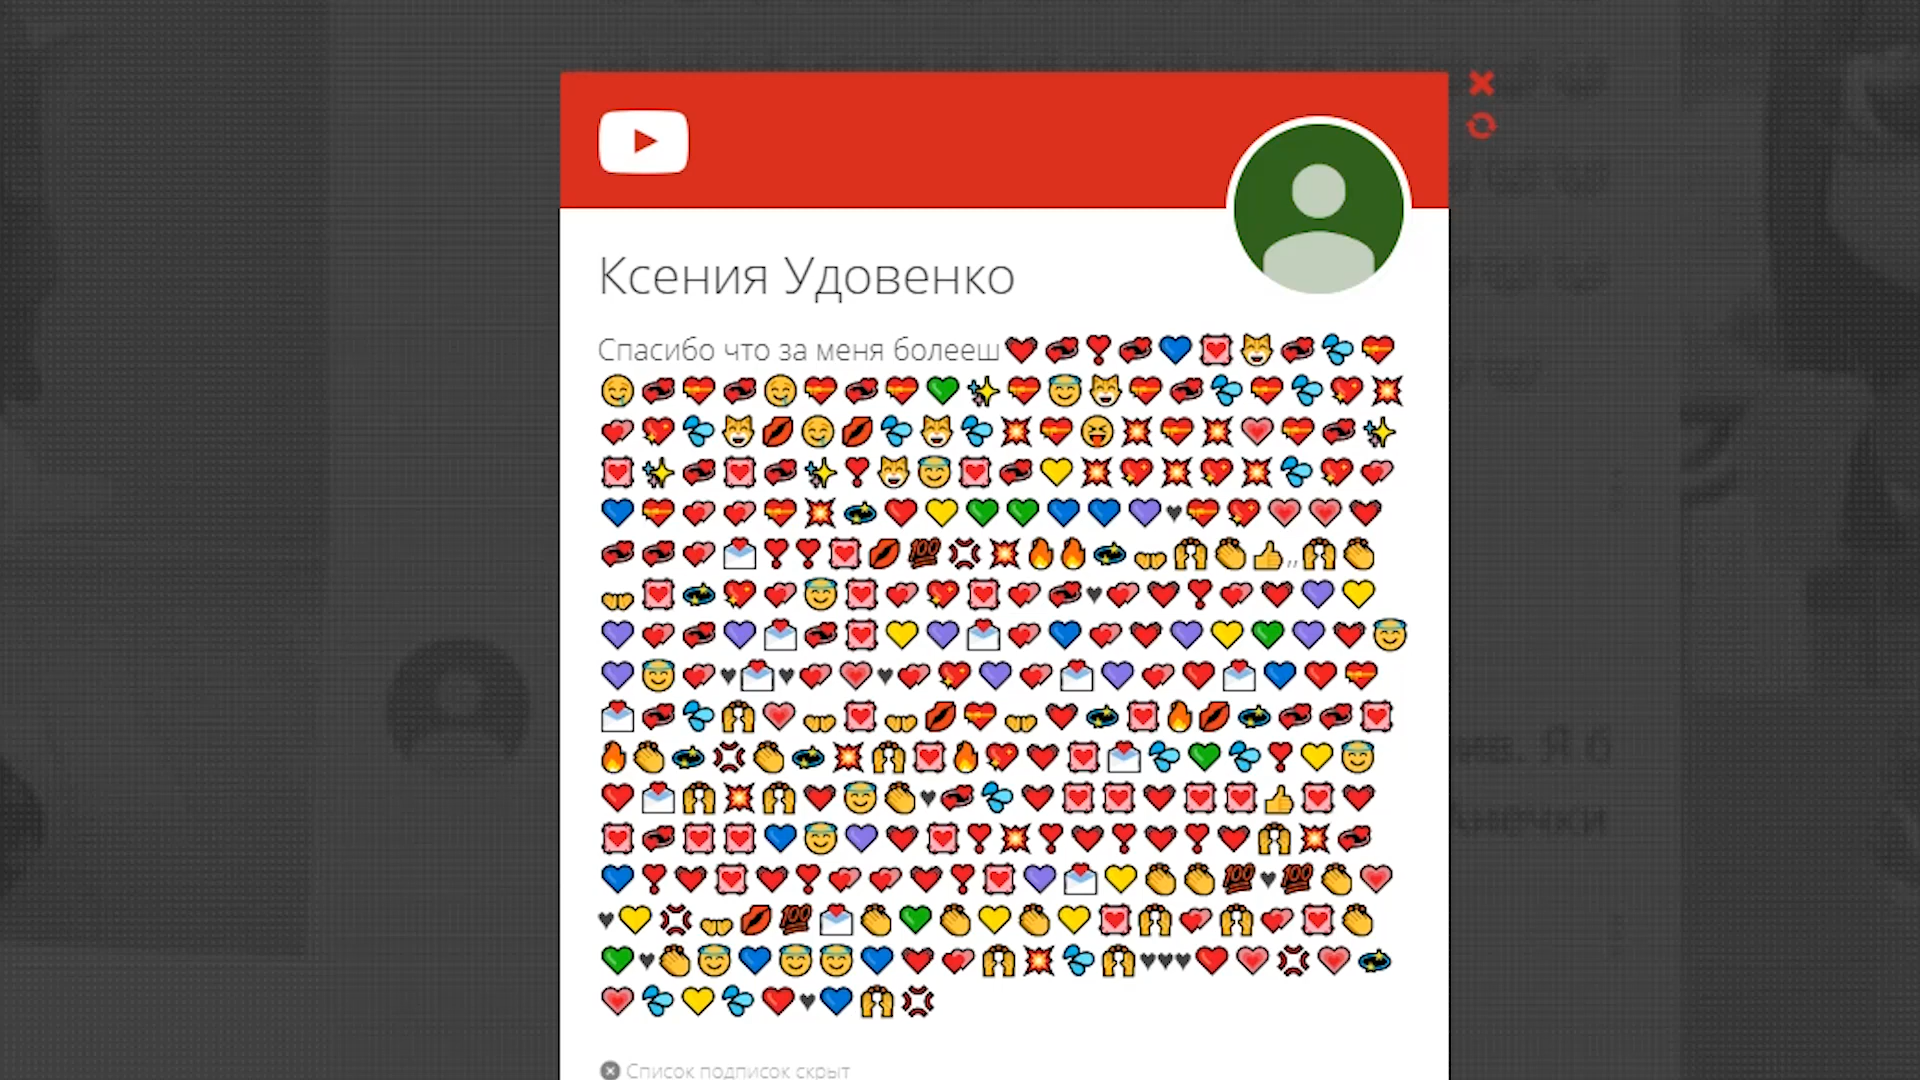 Ксения Удовенко
Спасибо что за меня болееш
,,
Список подписок скрыт